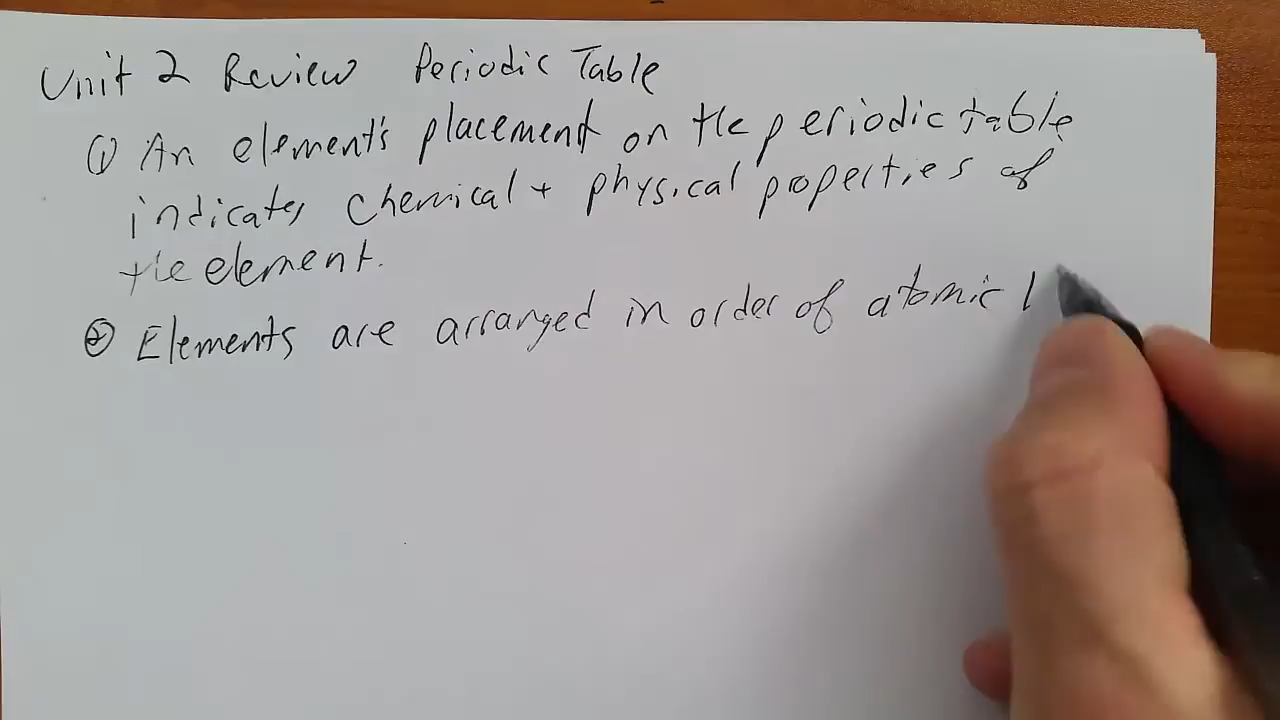 Unit 2 Review Periodic Table
① An element's placement on the periodic table
indicates chemical + physical properties of
the element.
② Elements are arranged in order of atomic